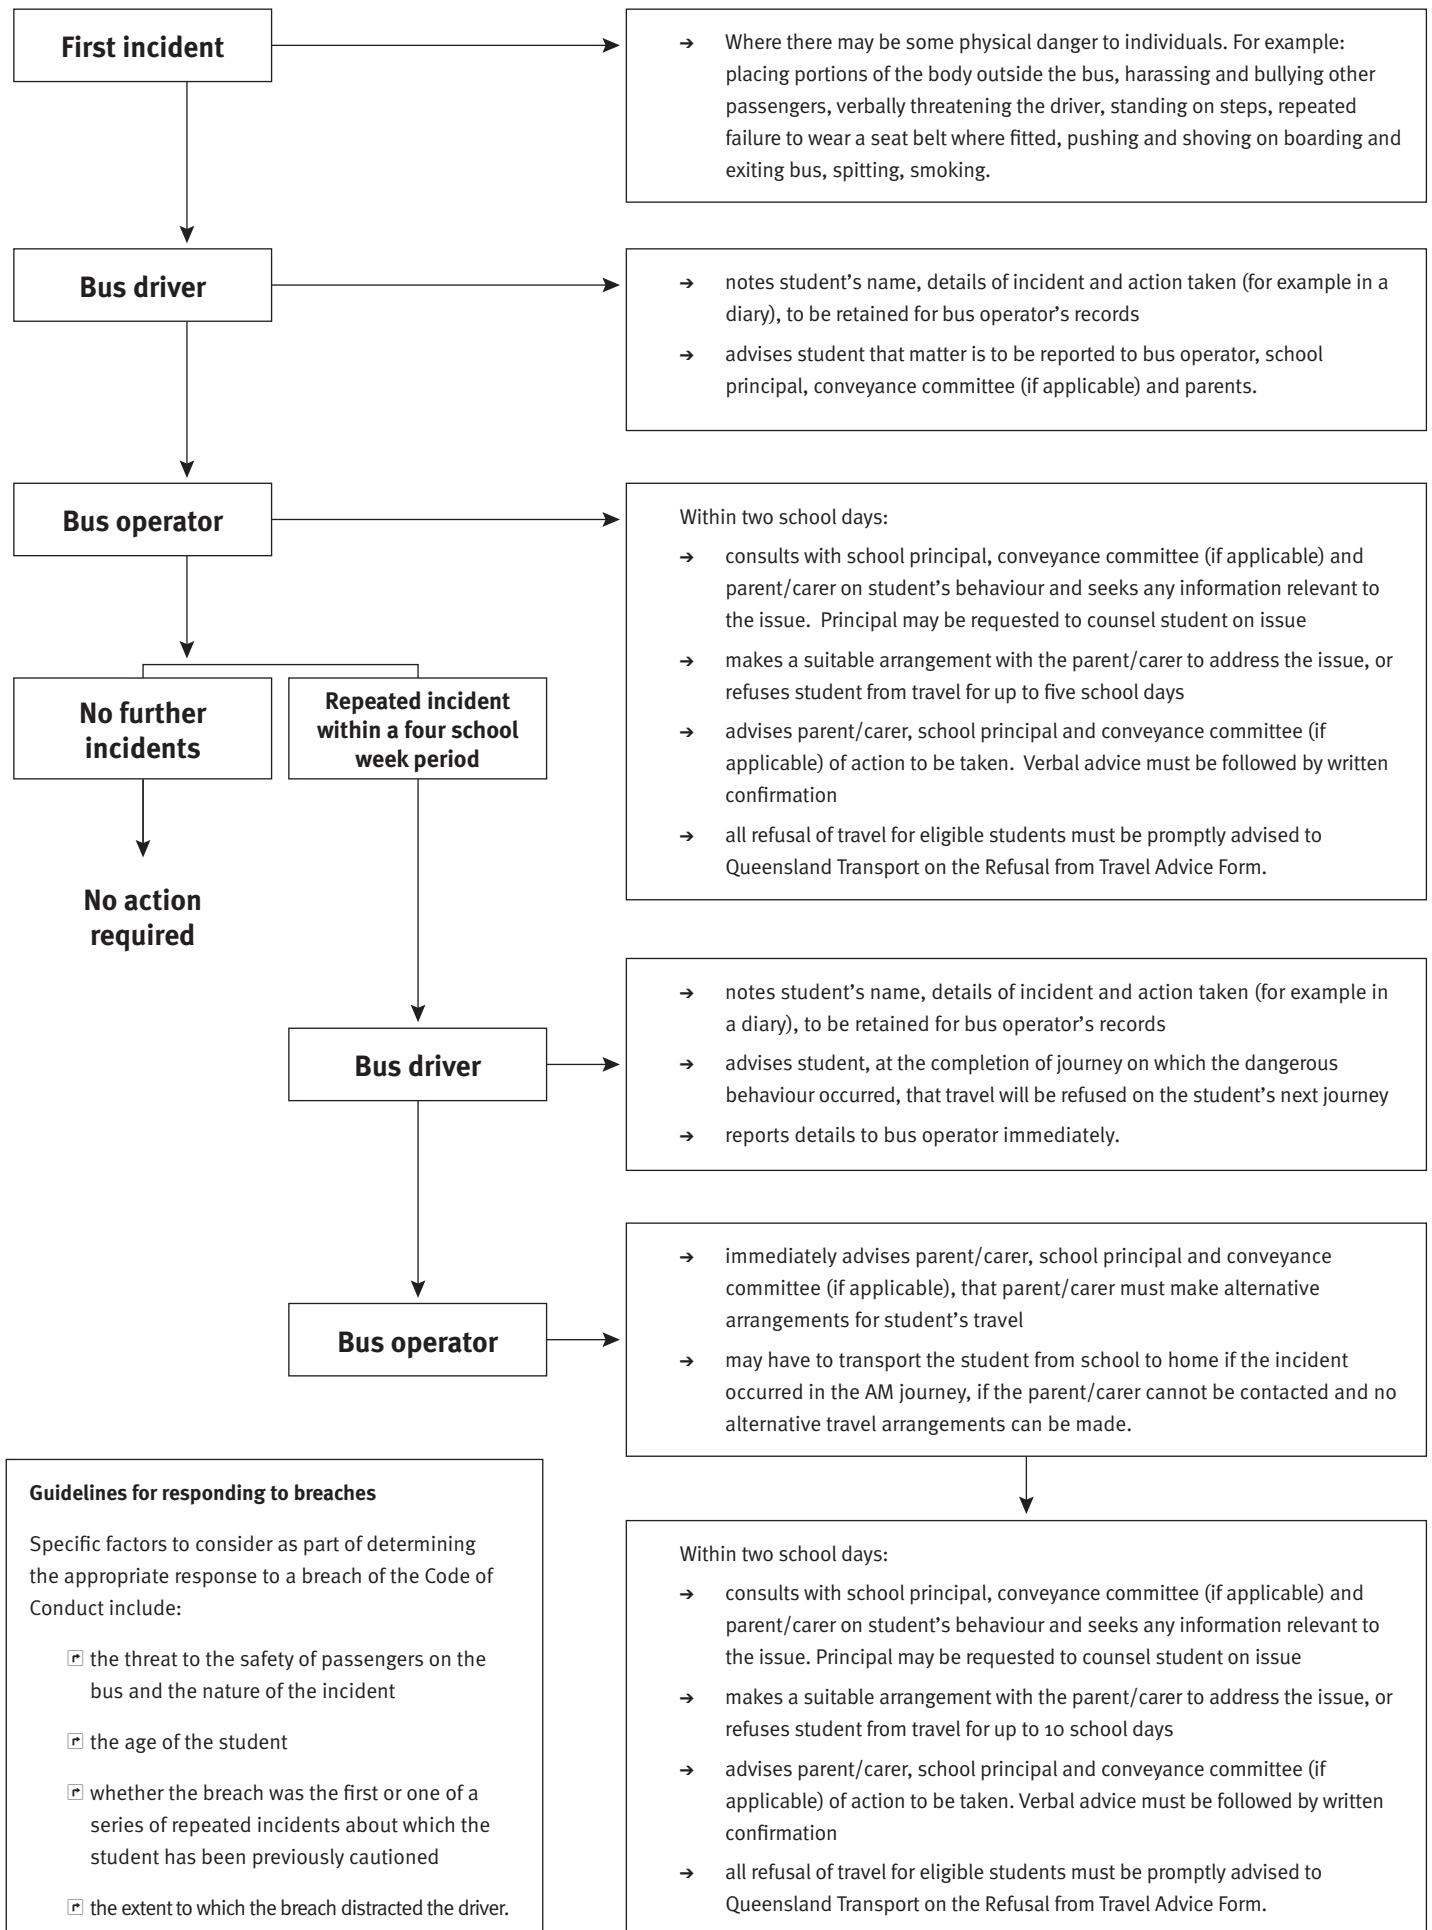 First incident
➔ Where there may be some physical danger to individuals. For example:
placing portions of the body outside the bus, harassing and bullying other
passengers, verbally threatening the driver, standing on steps, repeated
failure to wear a seat belt where fitted, pushing and shoving on boarding and
exiting bus, spitting, smoking.
Bus driver
➔ notes student’s name, details of incident and action taken (for example in a
diary), to be retained for bus operator’s records
➔ advises student that matter is to be reported to bus operator, school
principal, conveyance committee (if applicable) and parents.
Bus operator
Within two school days:
➔ consults with school principal, conveyance committee (if applicable) and
parent/carer on student’s behaviour and seeks any information relevant to
the issue. Principal may be requested to counsel student on issue
➔ makes a suitable arrangement with the parent/carer to address the issue, or
refuses student from travel for up to five school days
➔ advises parent/carer, school principal and conveyance committee (if
applicable) of action to be taken. Verbal advice must be followed by written
confirmation
➔ all refusal of travel for eligible students must be promptly advised to
Queensland Transport on the Refusal from Travel Advice Form.
No further
incidents
No action
required
Repeated incident
within a four school
week period
Bus driver
➔ notes student’s name, details of incident and action taken (for example in
a diary), to be retained for bus operator’s records
➔ advises student, at the completion of journey on which the dangerous
behaviour occurred, that travel will be refused on the student’s next journey
➔ reports details to bus operator immediately.
Bus operator
➔ immediately advises parent/carer, school principal and conveyance
committee (if applicable), that parent/carer must make alternative
arrangements for student’s travel
➔ may have to transport the student from school to home if the incident
occurred in the AM journey, if the parent/carer cannot be contacted and no
alternative travel arrangements can be made.
Within two school days:
➔ consults with school principal, conveyance committee (if applicable) and
parent/carer on student’s behaviour and seeks any information relevant to
the issue. Principal may be requested to counsel student on issue
➔ makes a suitable arrangement with the parent/carer to address the issue, or
refuses student from travel for up to 10 school days
➔ advises parent/carer, school principal and conveyance committee (if
applicable) of action to be taken. Verbal advice must be followed by written
confirmation
➔ all refusal of travel for eligible students must be promptly advised to
Queensland Transport on the Refusal from Travel Advice Form.
Guidelines for responding to breaches
Specific factors to consider as part of determining
the appropriate response to a breach of the Code of
Conduct include:
the threat to the safety of passengers on the
bus and the nature of the incident
the age of the student
whether the breach was the first or one of a
series of repeated incidents about which the
student has been previously cautioned
the extent to which the breach distracted the driver.